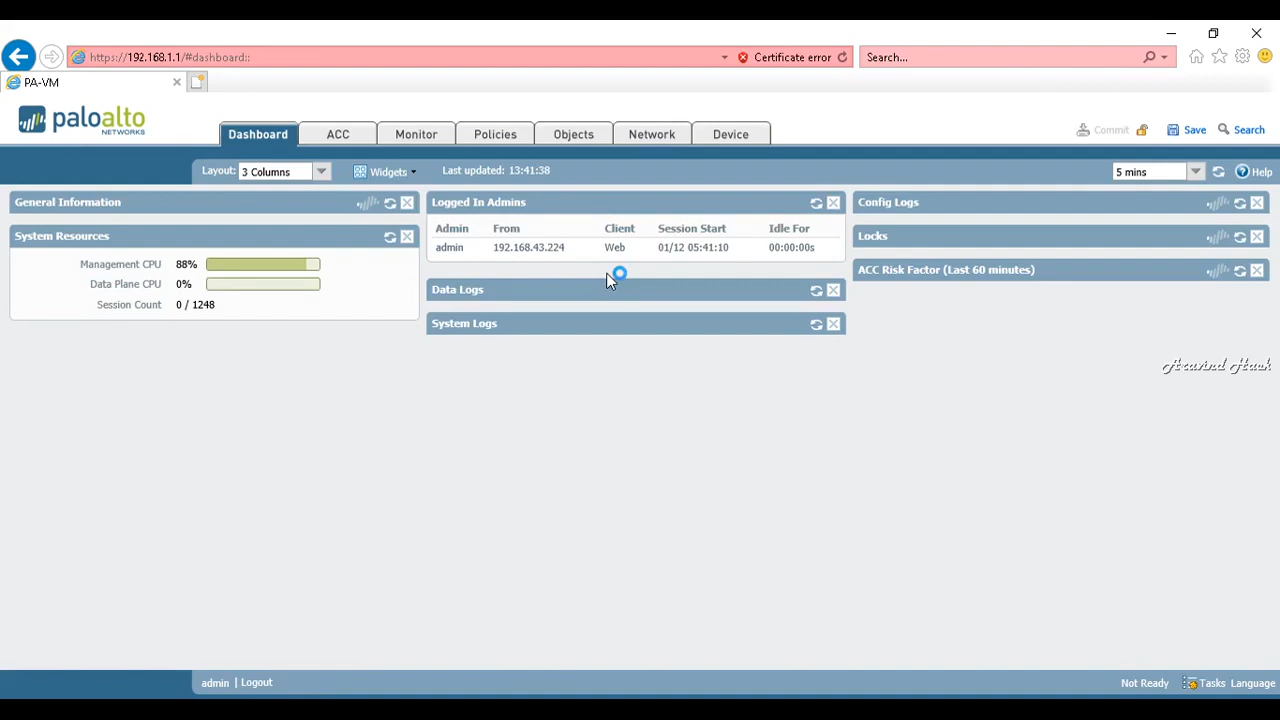 https://192.168.1.1/#dashboard::
Certificate error
Search...
PA-VM
paloalto
NETWORKS
Dashboard
ACC
Monitor
Policies
Objects
Network
Device
Commit
Save
Search
Layout: 3 Columns
Widgets
Last updated: 13:41:38
5 mins
Help
General Information
System Resources
Management CPU 88%
Data Plane CPU 0%
Session Count 0 / 1248
Logged In Admins
Admin From Client Session Start Idle For
admin 192.168.43.224 Web 01/12 05:41:10 00:00:00s
Data Logs
System Logs
Config Logs
Locks
ACC Risk Factor (Last 60 minutes)
Aravind Hack
admin | Logout
Not Ready
Tasks
Language